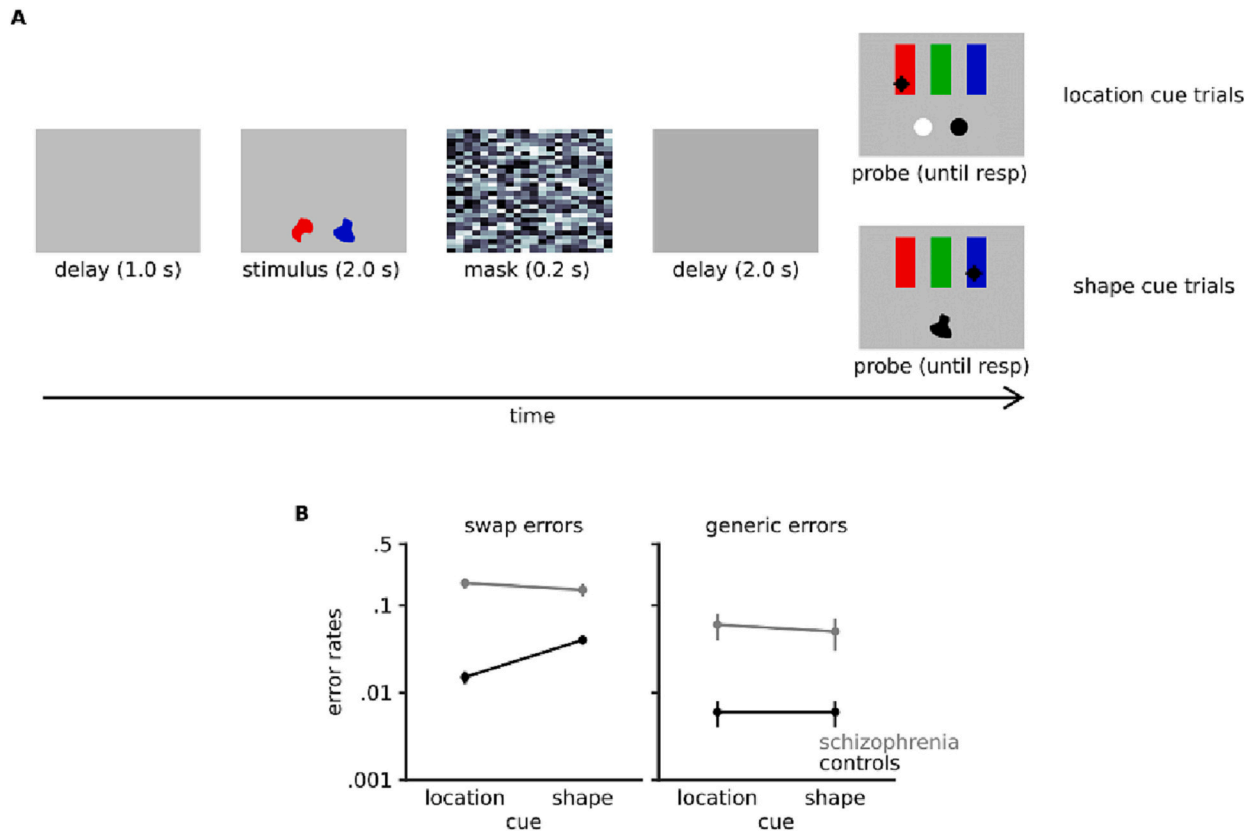 A
delay (1.0 s)
stimulus (2.0 s)
mask (0.2 s)
delay (2.0 s)
probe (until resp)
location cue trials
probe (until resp)
shape cue trials
time
B
swap errors
generic errors
error rates
.5
.1
.01
.001
schizophrenia
controls
location
shape
location
shape
cue
cue